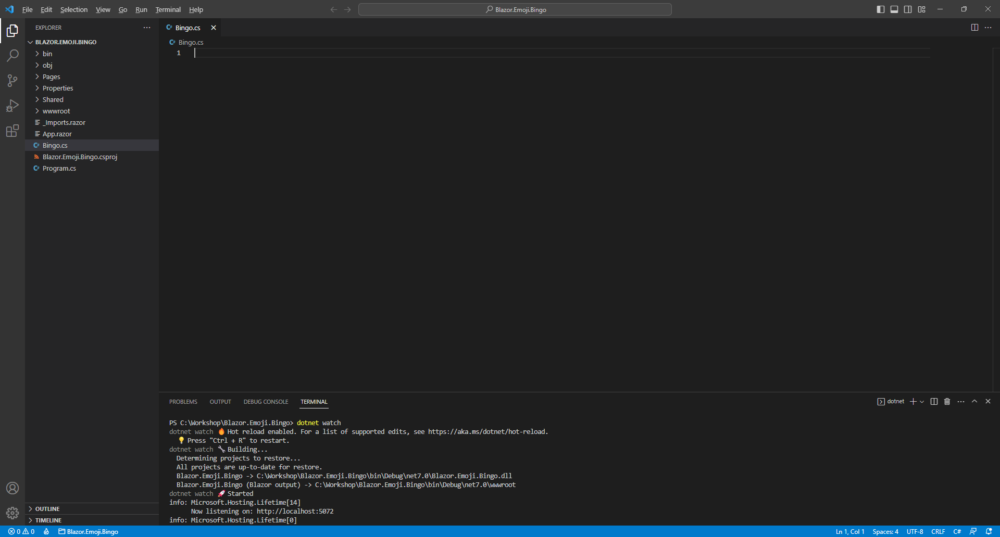 File Edit Selection View Go Run Terminal Help
Blazor.Emoji.Bingo
EXPLORER
BLAZOR.EMOJI.BINGO
bin
obj
Pages
Properties
Shared
wwwroot
_Imports.razor
App.razor
Bingo.cs
Blazor.Emoji.Bingo.csproj
Program.cs
OUTLINE
TIMELINE
Bingo.cs
Bingo.cs
1
PROBLEMS OUTPUT DEBUG CONSOLE TERMINAL
dotnet
PS C:\Workshop\Blazor.Emoji.Bingo> dotnet watch
dotnet watch 🔥 Hot reload enabled. For a list of supported edits, see https://aka.ms/dotnet/hot-reload.
💡 Press "Ctrl + R" to restart.
dotnet watch 🔧 Building...
Determining projects to restore...
All projects are up-to-date for restore.
Blazor.Emoji.Bingo -> C:\Workshop\Blazor.Emoji.Bingo\bin\Debug\net7.0\Blazor.Emoji.Bingo.dll
Blazor.Emoji.Bingo (Blazor output) -> C:\Workshop\Blazor.Emoji.Bingo\bin\Debug\net7.0\wwwroot
dotnet watch 🚀 Started
info: Microsoft.Hosting.Lifetime[14]
Now listening on: http://localhost:5072
info: Microsoft.Hosting.Lifetime[0]
0 0 Blazor.Emoji.Bingo
Ln 1, Col 1 Spaces: 4 UTF-8 CRLF C#